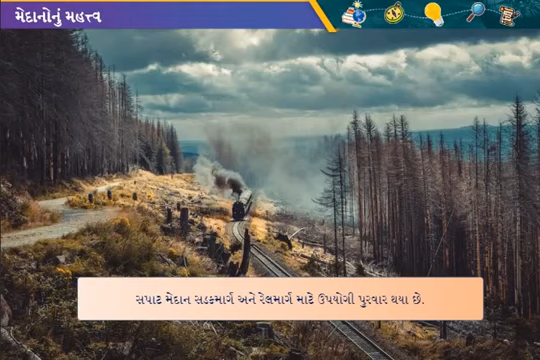 મેદાનોનું મહત્ત્વ
સપાટ મેદાન સડકમાર્ગ અને રેલમાર્ગ માટે ઉપયોગી પુરવાર થયા છે.